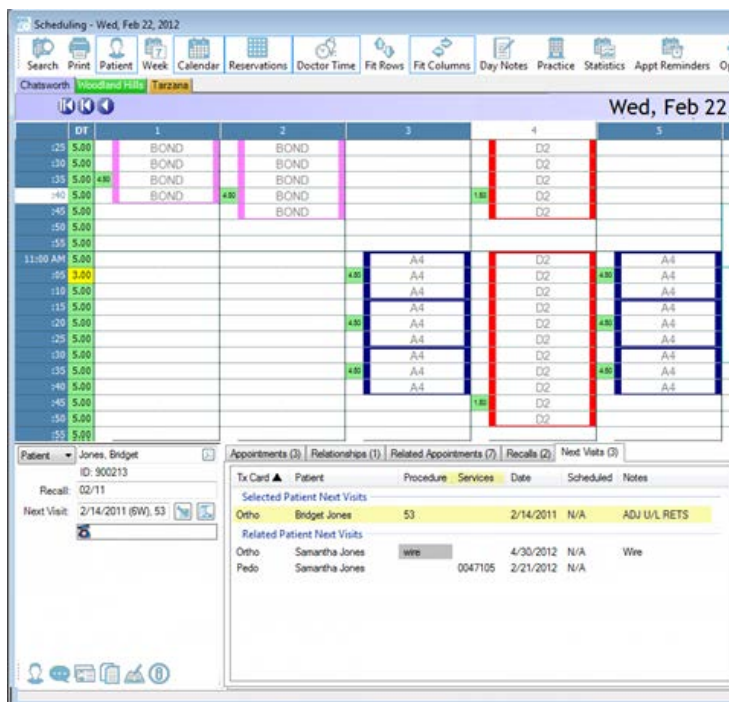 Scheduling - Wed, Feb 22, 2012
Search Print Patient Week Calendar Reservations Doctor Time Fit Rows Fit Columns Day Notes Practice Statistics Appt Reminders
Chatsworth Woodland Hills Tarzana
Wed, Feb 22
DT 1 2 3 4 5
:25 5.00 BOND BOND D2
:30 5.00 BOND BOND D2
:35 5.00 4.80 BOND BOND D2
:40 5.00 BOND 4.80 BOND 1.80 D2
:45 5.00 BOND D2
:50 5.00
:55 5.00
11:00 AM 5.00 A4 D2 A4
:05 3.00 4.80 A4 D2 4.80 A4
:10 5.00 A4 D2 A4
:15 5.00 A4 D2 A4
:20 5.00 4.80 A4 D2 4.80 A4
:25 5.00 A4 D2 A4
:30 5.00 A4 D2 A4
:35 5.00 4.80 A4 D2 4.80 A4
:40 5.00 A4 D2 A4
:45 5.00 1.80 D2
:50 5.00 D2
:55 5.00
Patient Jones, Bridget
ID: 900213
Recall: 02/11
Next Visit: 2/14/2011 (6W), 53
Appointments (3) Relationships (1) Related Appointments (7) Recalls (2) Next Visits (3)
Tx Card Patient Procedure Services Date Scheduled Notes
Selected Patient Next Visits
Ortho Bridget Jones 53 2/14/2011 N/A ADJ U/L RETS
Related Patient Next Visits
Ortho Samantha Jones wire 4/30/2012 N/A Wire
Pedo Samantha Jones 0047105 2/21/2012 N/A